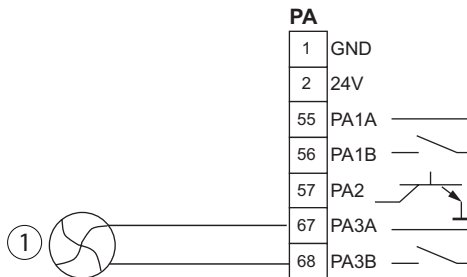 PA
1 GND
2 24V
55 PA1A
56 PA1B
57 PA2
67 PA3A
1
68 PA3B